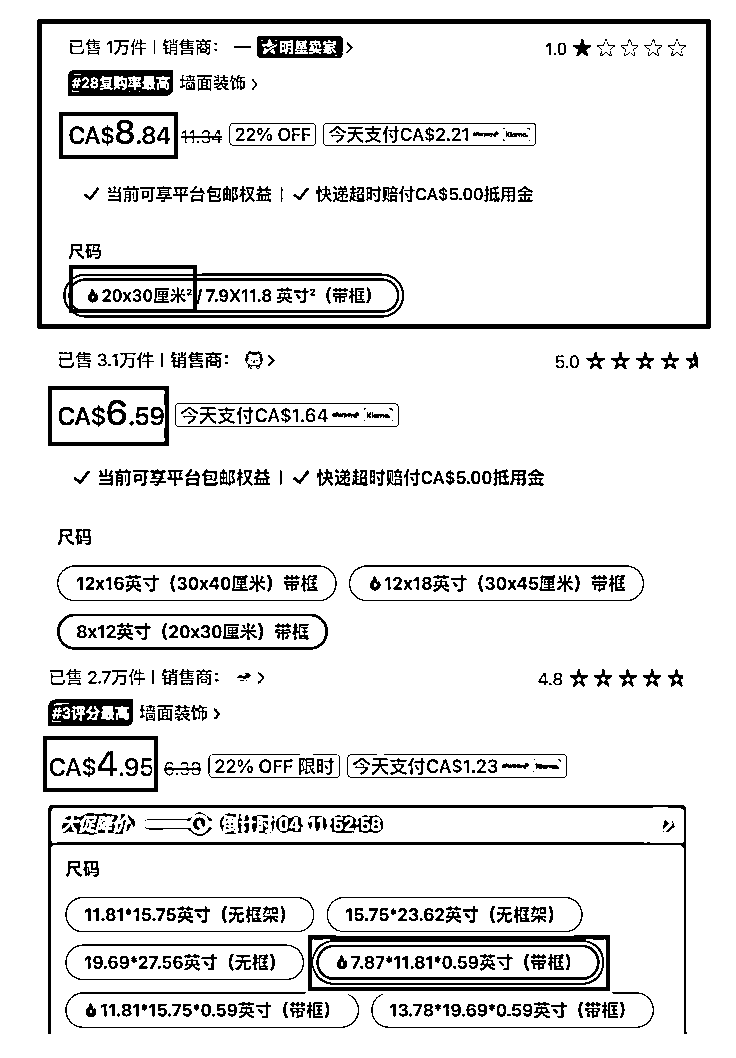 已售 1万件 | 销售商： 一 明星卖家 >
1.0
#28复购率最高 墙面装饰 >
CA$8.84 11.34 22% OFF 今天支付CA$2.21 Klarna
当前可享平台包邮权益 | 快递超时赔付CA$5.00抵用金
尺码
20x30厘米² / 7.9X11.8 英寸²（带框）
已售 3.1万件 | 销售商： >
5.0
CA$6.59 今天支付CA$1.64 Klarna
当前可享平台包邮权益 | 快递超时赔付CA$5.00抵用金
尺码
12x16英寸（30x40厘米）带框 12x18英寸（30x45厘米）带框
8x12英寸（20x30厘米）带框
已售 2.7万件 | 销售商： >
4.8
#3评分最高 墙面装饰 >
CA$4.95 6.38 22% OFF 限时 今天支付CA$1.23
大促降价 倒计时:04:11:52:58
尺码
11.81*15.75英寸（无框架） 15.75*23.62英寸（无框架）
19.69*27.56英寸（无框） 7.87*11.81*0.59英寸（带框）
11.81*15.75*0.59英寸（带框） 13.78*19.69*0.59英寸（带框）